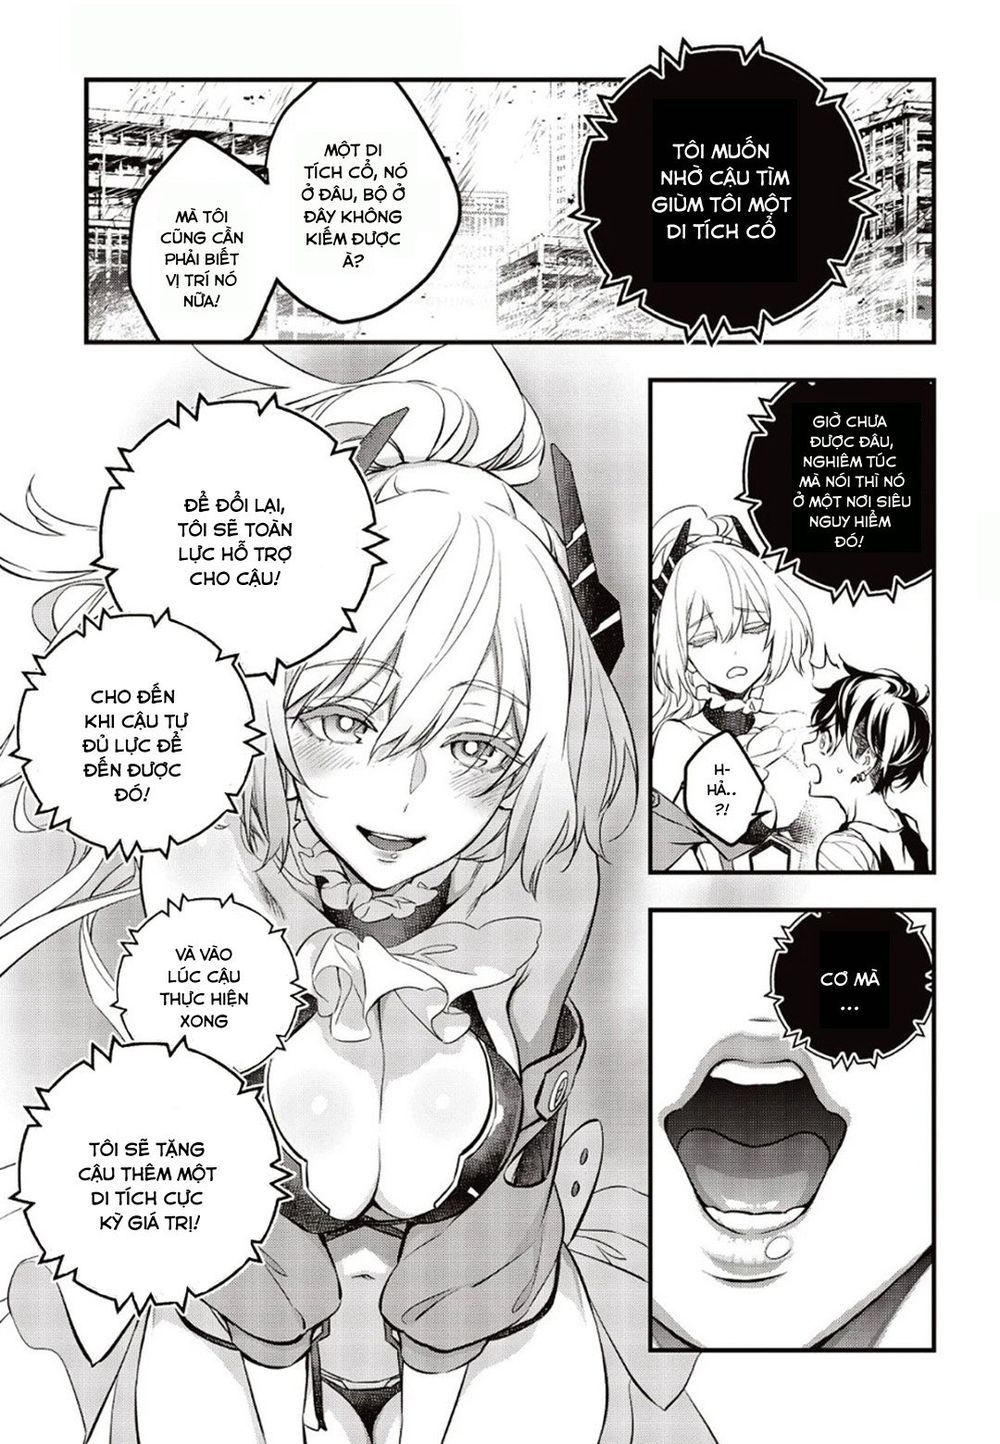 TÔI MUỐN
NHỜ CẬU TÌM
GIÙM TÔI MỘT
DI TÍCH CỔ
MỘT DI
TÍCH CỔ, NÓ
Ở ĐÂU, BỘ Ở
ĐÂY KHÔNG
KIẾM ĐƯỢC
À?
MÀ TÔI
CŨNG CẦN
PHẢI BIẾT
VỊ TRÍ NÓ
NỮA!
GIỜ CHƯA
ĐƯỢC ĐÂU,
NGHIÊM TÚC
MÀ NÓI THÌ NÓ
Ở MỘT NƠI SIÊU
NGUY HIỂM
ĐÓ!
H-
HẢ..
?!
CƠ MÀ
...
ĐỂ ĐỔI LẠI,
TÔI SẼ TOÀN
LỰC HỖ TRỢ
CHO CẬU!
CHO ĐẾN
KHI CẬU TỰ
ĐỦ LỰC ĐỂ
ĐẾN ĐƯỢC
ĐÓ!
VÀ VÀO
LÚC CẬU
THỰC HIỆN
XONG
TÔI SẼ TẶNG
CẬU THÊM MỘT
DI TÍCH CỰC
KỲ GIÁ TRỊ!